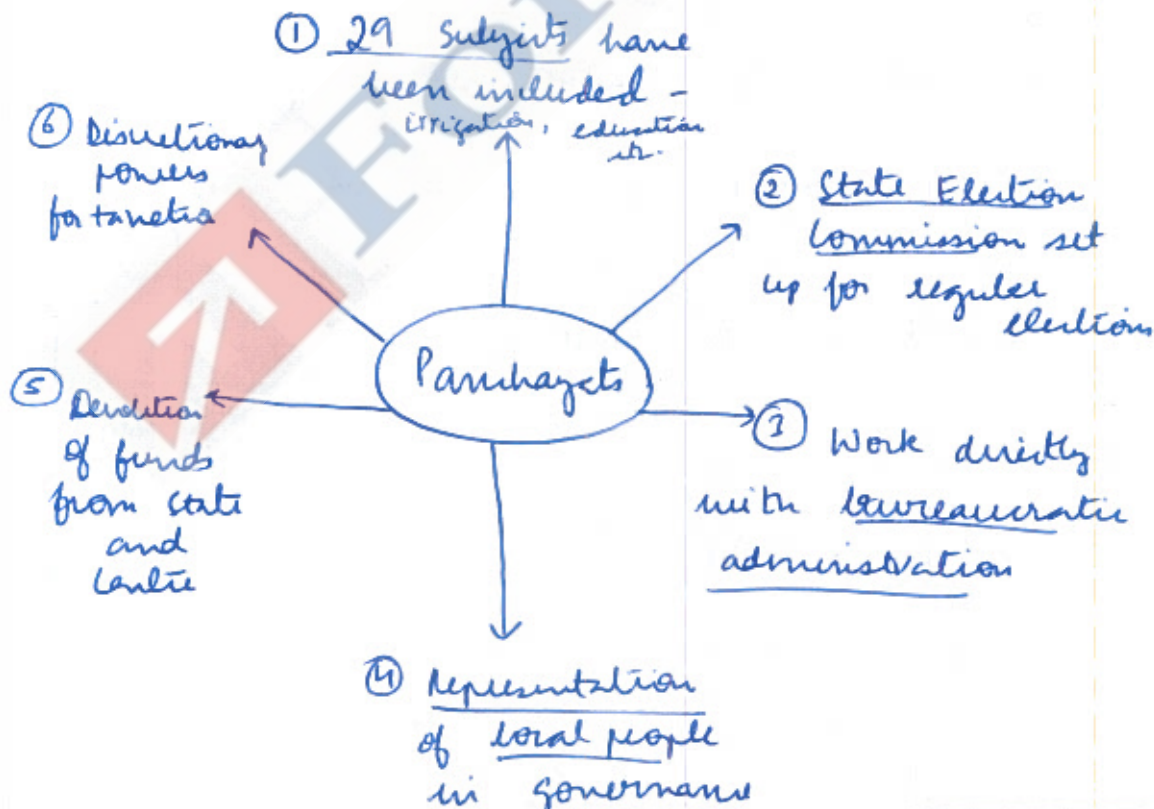 ① 29 Subjects have
been included -
irrigation, education
etc.
② State Election
Commission set
up for regular
elections
③ Work directly
with bureaucratic
administration
④ Representation
of local people
in governance
⑤ Devolution
of funds
from State
and
Centre
⑥ Discretionary
powers
for taxation
Panchayats
FOR